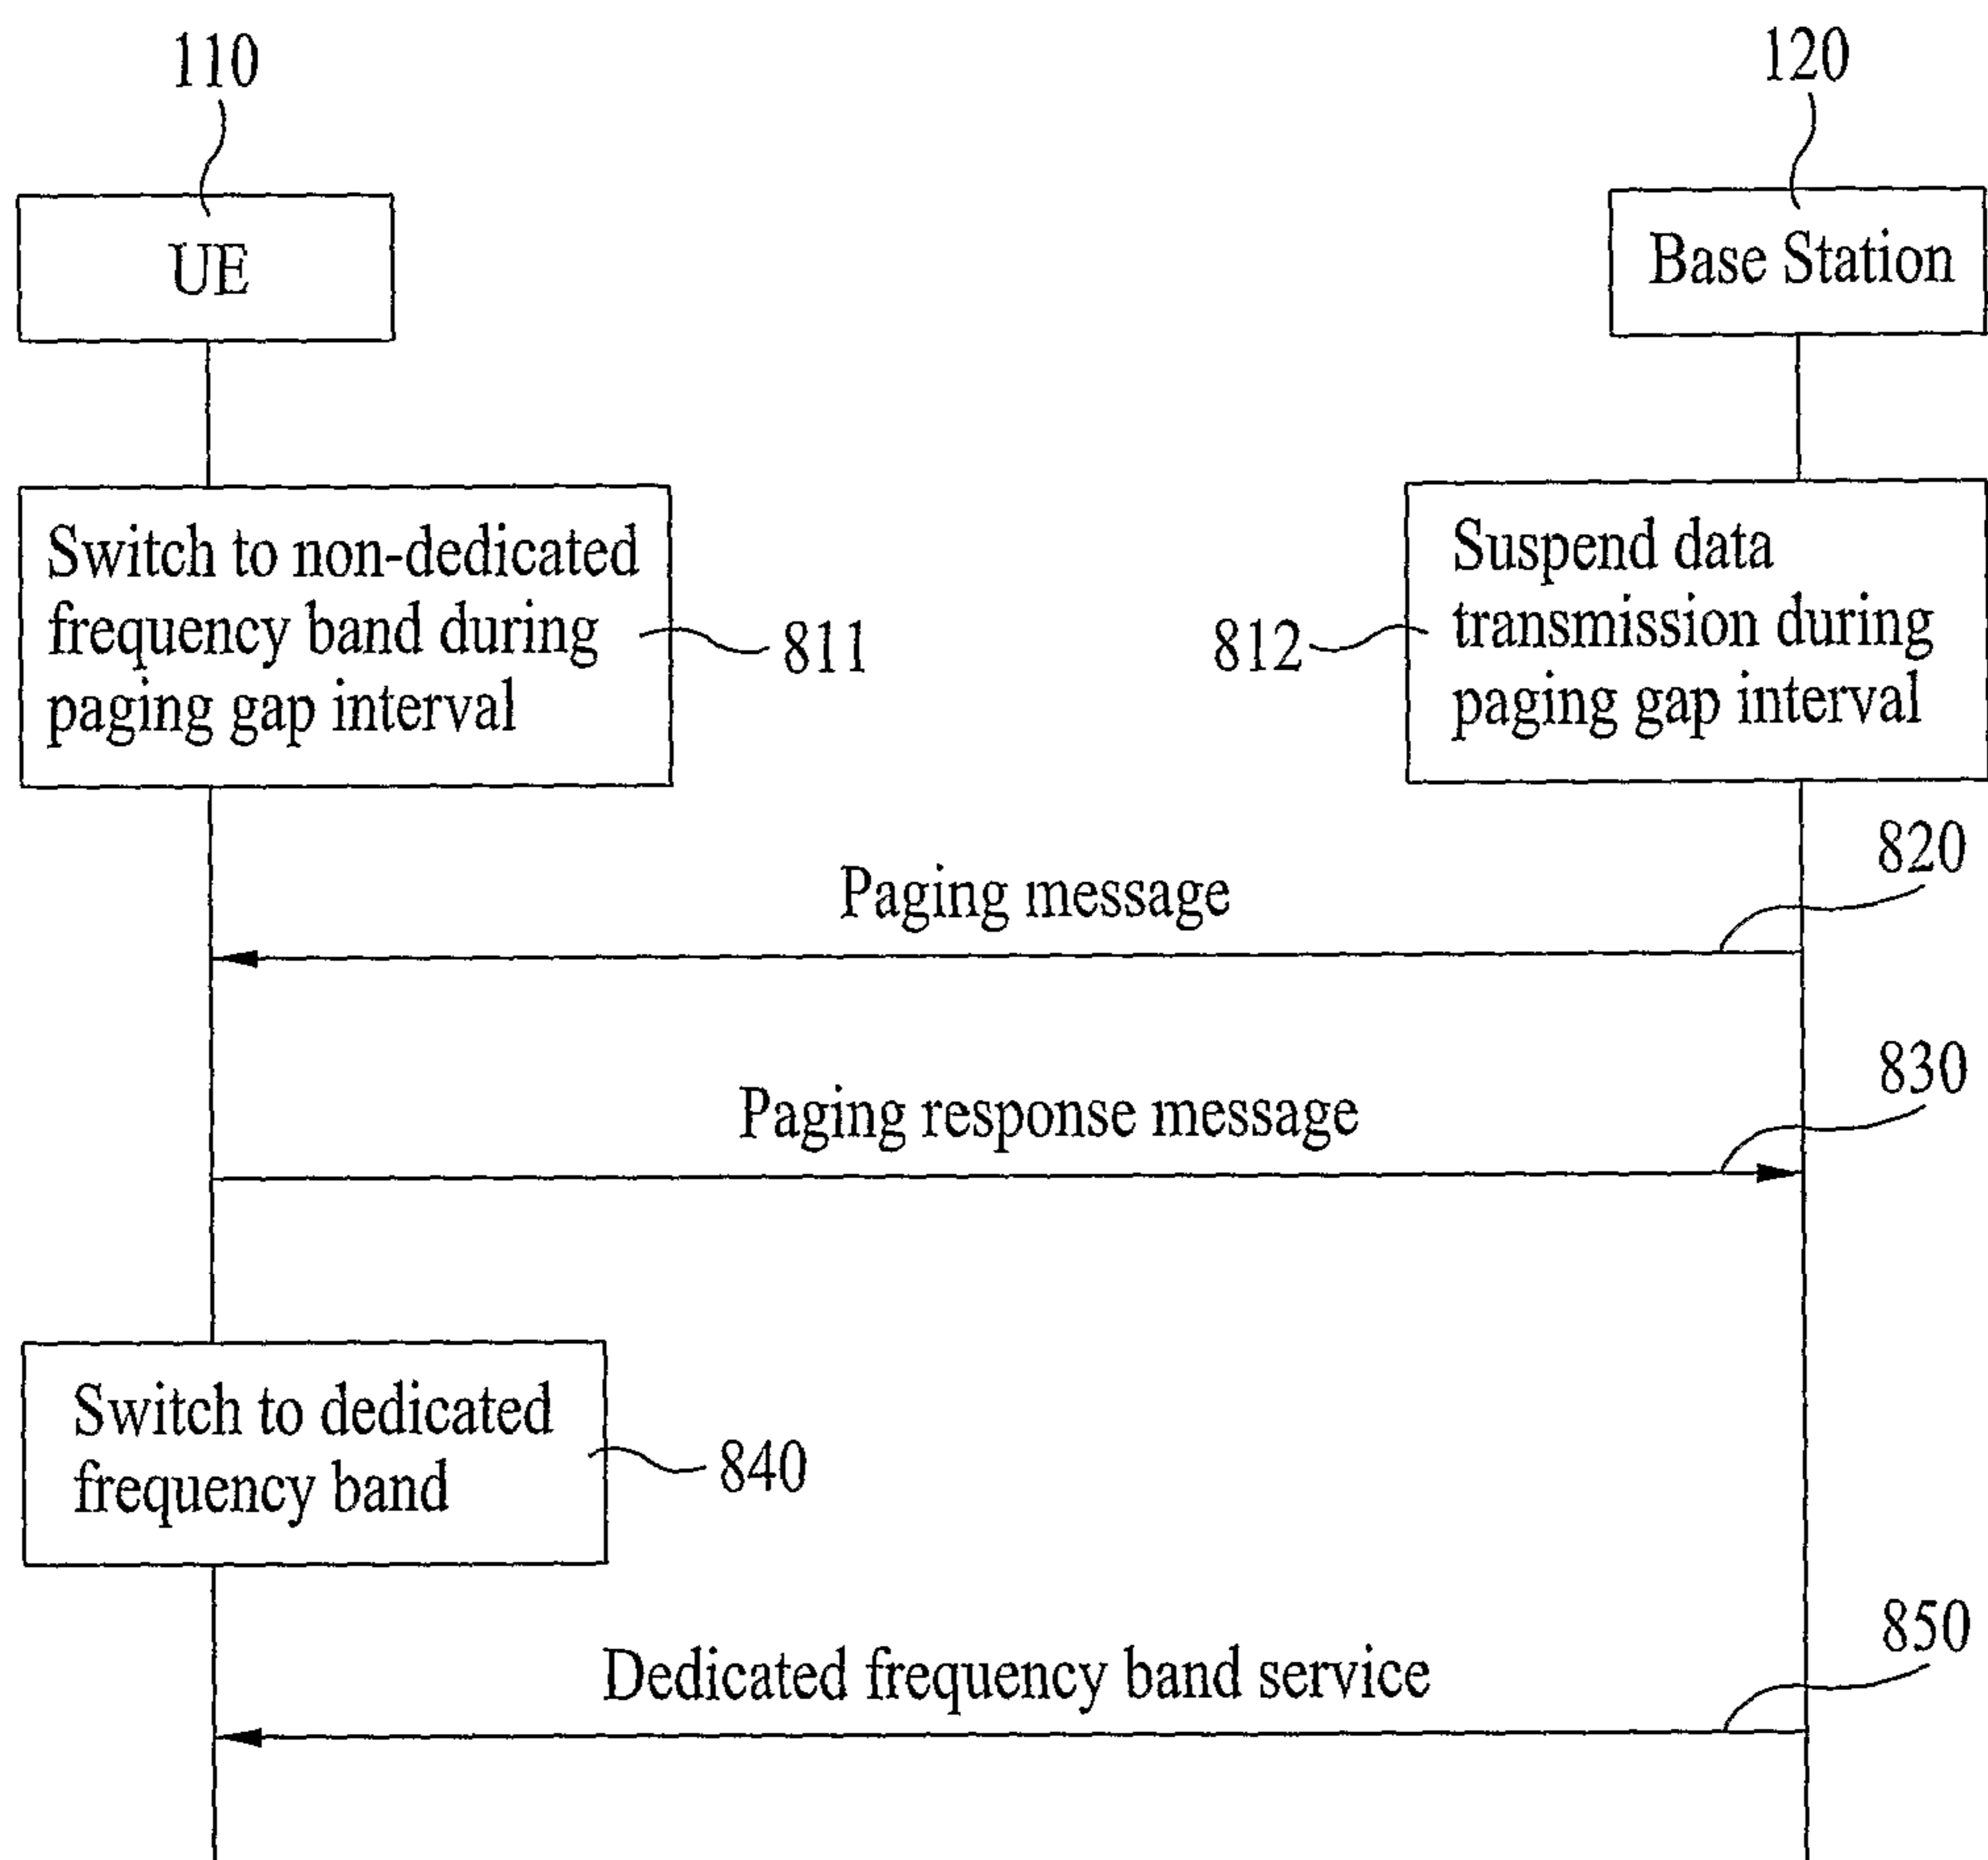 110
120
UE
Base Station
Switch to non-dedicated
frequency band during
paging gap interval
811
812
Suspend data
transmission during
paging gap interval
820
Paging message
830
Paging response message
Switch to dedicated
frequency band
840
850
Dedicated frequency band service